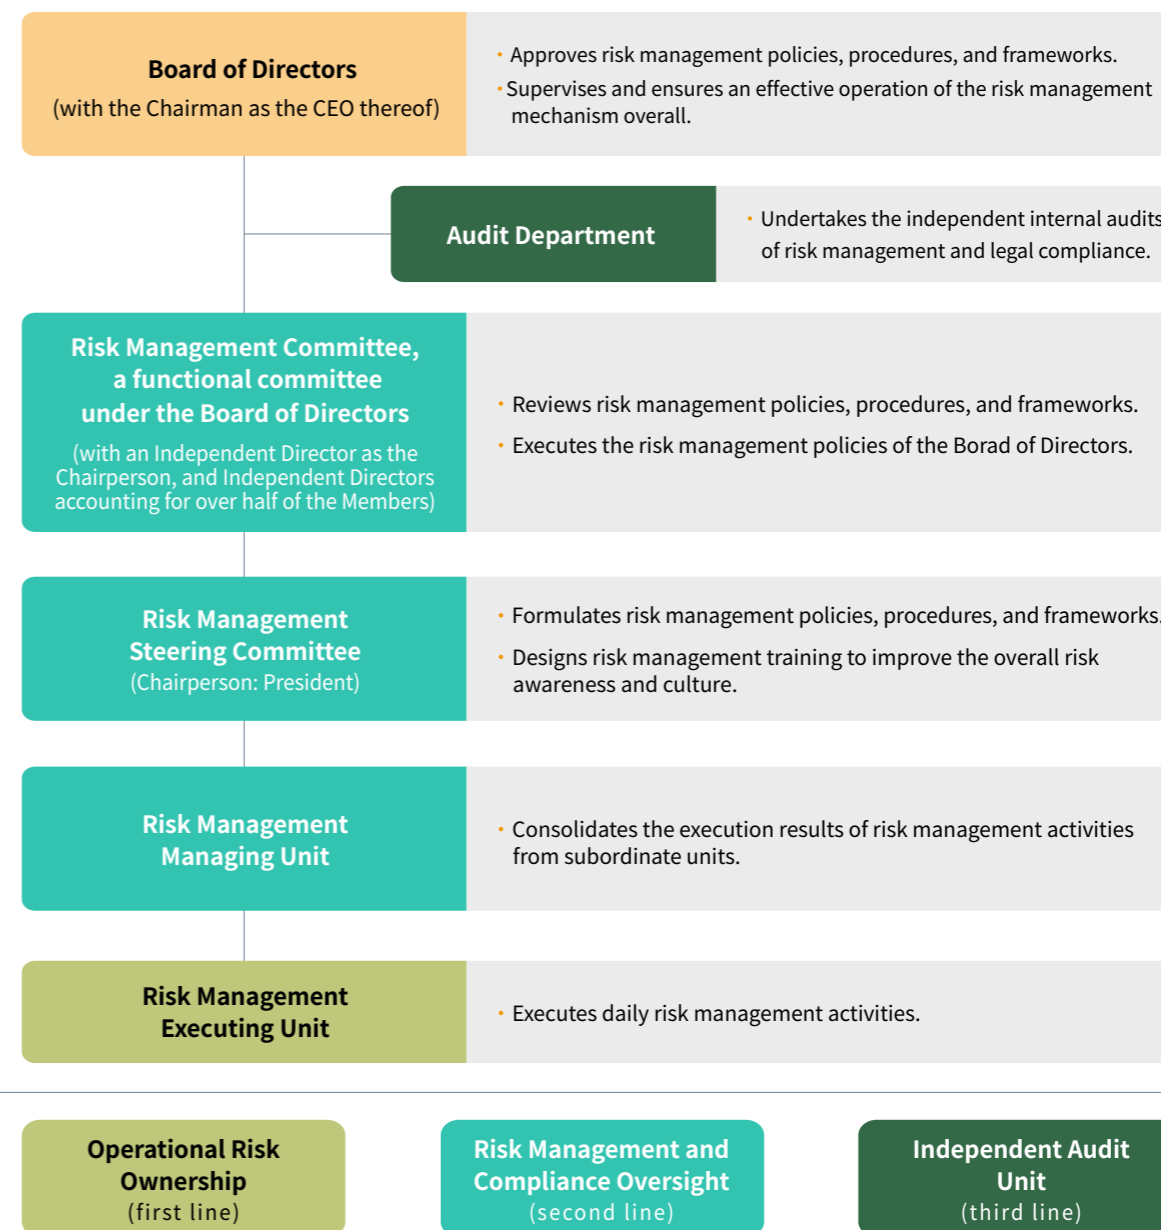 Board of Directors
(with the Chairman as the CEO thereof)
• Approves risk management policies, procedures, and frameworks.
• Supervises and ensures an effective operation of the risk management
mechanism overall.
Audit Department
• Undertakes the independent internal audits
of risk management and legal compliance.
Risk Management Committee,
a functional committee
under the Board of Directors
(with an Independent Director as the
Chairperson, and Independent Directors
accounting for over half of the Members)
• Reviews risk management policies, procedures, and frameworks.
• Executes the risk management policies of the Borad of Directors.
Risk Management
Steering Committee
(Chairperson: President)
• Formulates risk management policies, procedures, and frameworks.
• Designs risk management training to improve the overall risk
awareness and culture.
Risk Management
Managing Unit
• Consolidates the execution results of risk management activities
from subordinate units.
Risk Management
Executing Unit
• Executes daily risk management activities.
Operational Risk
Ownership
(first line)
Risk Management and
Compliance Oversight
(second line)
Independent Audit
Unit
(third line)